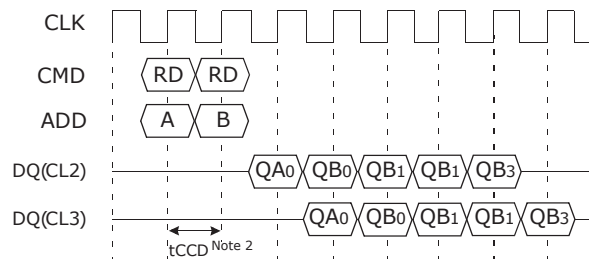 CLK
CMD RD RD
ADD A B
DQ(CL2) QA0 QB0 QB1 QB1 QB3
DQ(CL3) QA0 QB0 QB1 QB1 QB3
tCCD Note 2